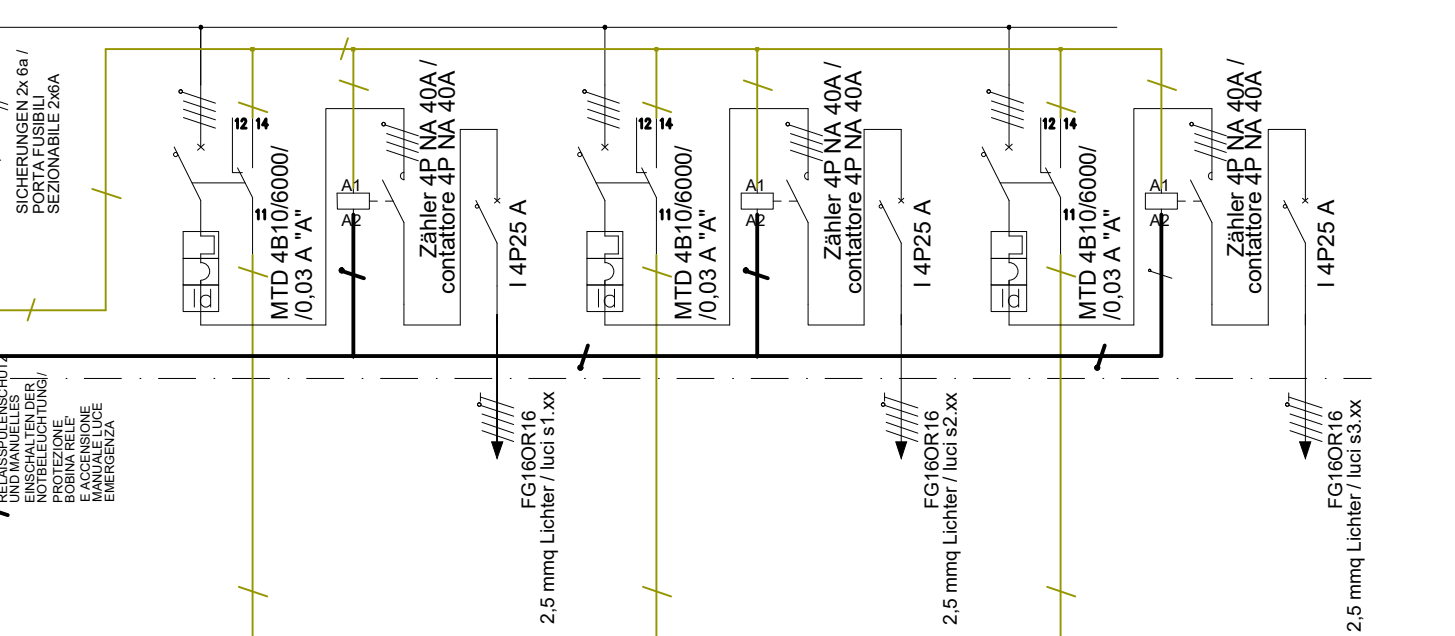 SICHERUNGEN 2x 6a /
PORTA FUSIBILI
SEZIONABILE 2x6A
RELAISSPULENSCHUTZ
UND MANUELLES
EINSCHALTEN DER
NOTBELEUCHTUNG/
PROTEZIONE
BOBINA RELE'
E ACCENSIONE
MANUALE LUCE
EMERGENZA
12 14
11
Id
MTD 4B10/6000/
/0,03 A "A"
A1
A2
Zähler 4P NA 40A /
contattore 4P NA 40A
I 4P25 A
FG16OR16
2,5 mmq Lichter / luci s1.xx
12 14
11
Id
MTD 4B10/6000/
/0,03 A "A"
A1
A2
Zähler 4P NA 40A /
contattore 4P NA 40A
I 4P25 A
FG16OR16
2,5 mmq Lichter / luci s2.xx
12 14
11
Id
MTD 4B10/6000/
/0,03 A "A"
A1
A2
Zähler 4P NA 40A /
contattore 4P NA 40A
I 4P25 A
FG16OR16
2,5 mmq Lichter / luci s3.xx